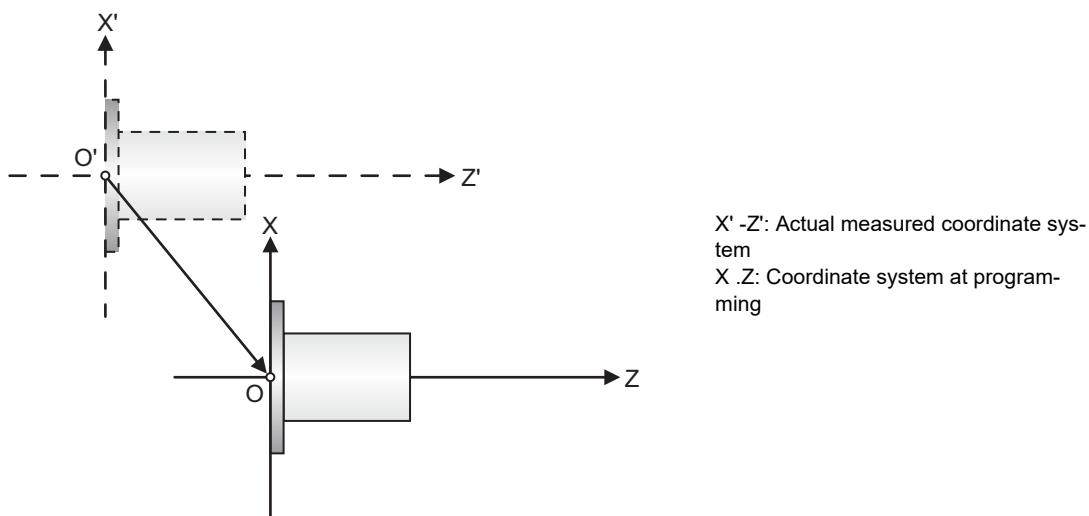 X'
O'
Z'
X
X' -Z': Actual measured coordinate sys-
tem
X .Z: Coordinate system at program-
ming
O
Z